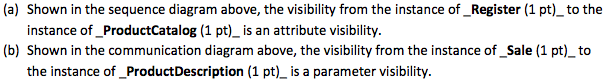 (a) Shown in the sequence diagram above, the visibility from the instance of _Register (1 pt)_ to the
instance of _ProductCatalog (1 pt)_ is an attribute visibility.
(b) Shown in the communication diagram above, the visibility from the instance of _Sale (1 pt)_ to
the instance of _ProductDescription (1 pt)_ is a parameter visibility.